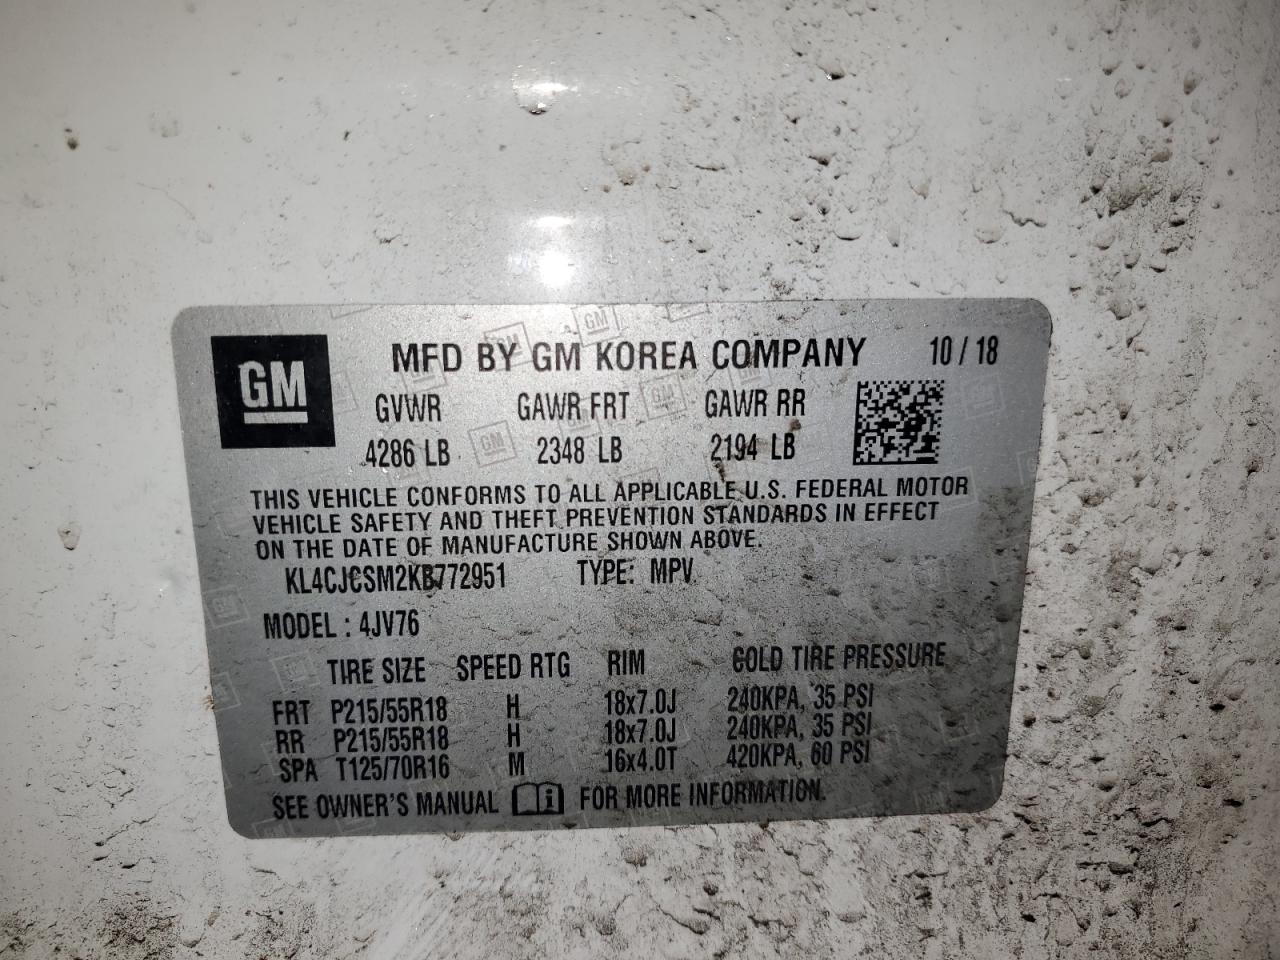 GM
MFD BY GM KOREA COMPANY 10 / 18
GVWR GAWR FRT GAWR RR
4286 LB 2348 LB 2194 LB
THIS VEHICLE CONFORMS TO ALL APPLICABLE U.S. FEDERAL MOTOR
VEHICLE SAFETY AND THEFT PREVENTION STANDARDS IN EFFECT
ON THE DATE OF MANUFACTURE SHOWN ABOVE.
KL4CJCSM2KB772951 TYPE: MPV
MODEL : 4JV76
TIRE SIZE SPEED RTG RIM COLD TIRE PRESSURE
FRT P215/55R18 H 18x7.0J 240KPA, 35 PSI
RR P215/55R18 H 18x7.0J 240KPA, 35 PSI
SPA T125/70R16 M 16x4.0T 420KPA, 60 PSI
SEE OWNER'S MANUAL FOR MORE INFORMATION.